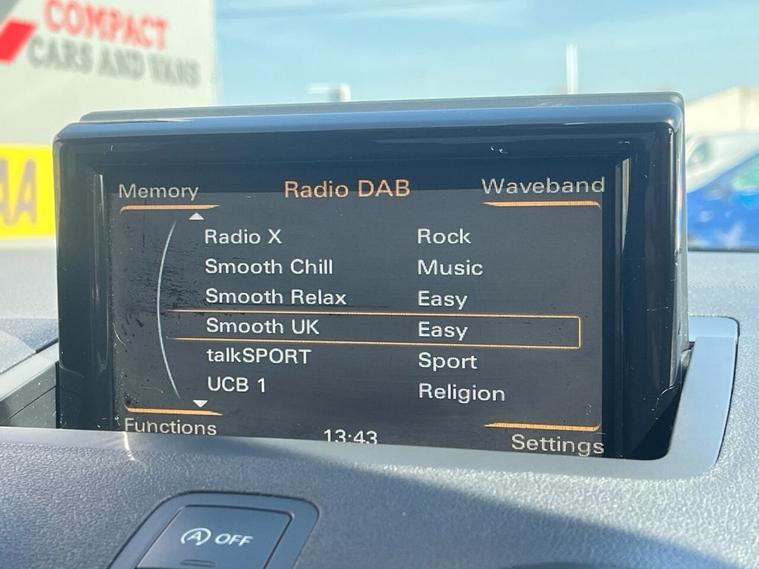 COMPACT
CARS AND VANS
AA
Memory Radio DAB Waveband
Radio X Rock
Smooth Chill Music
Smooth Relax Easy
Smooth UK Easy
talkSPORT Sport
UCB 1 Religion
Functions 13:43 Settings
A OFF